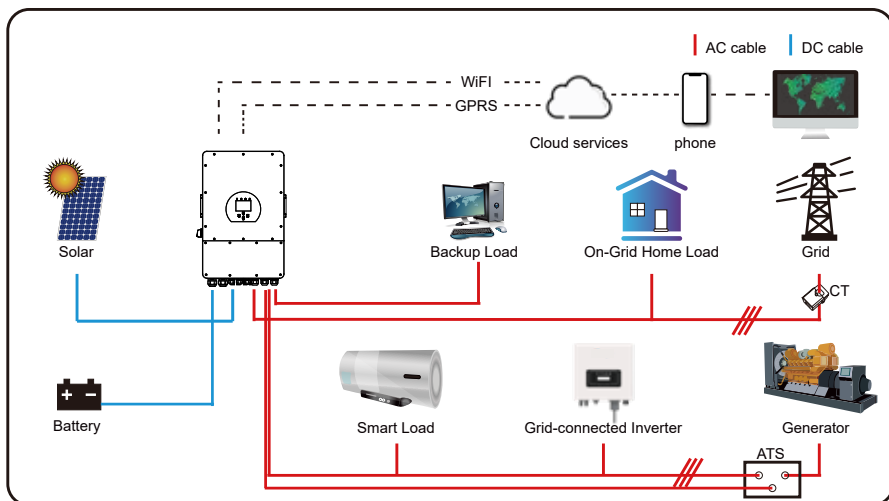 AC cable
DC cable
WiFI
GPRS
Cloud services
phone
Solar
Backup Load
On-Grid Home Load
Grid
CT
Battery
Smart Load
Grid-connected Inverter
Generator
ATS